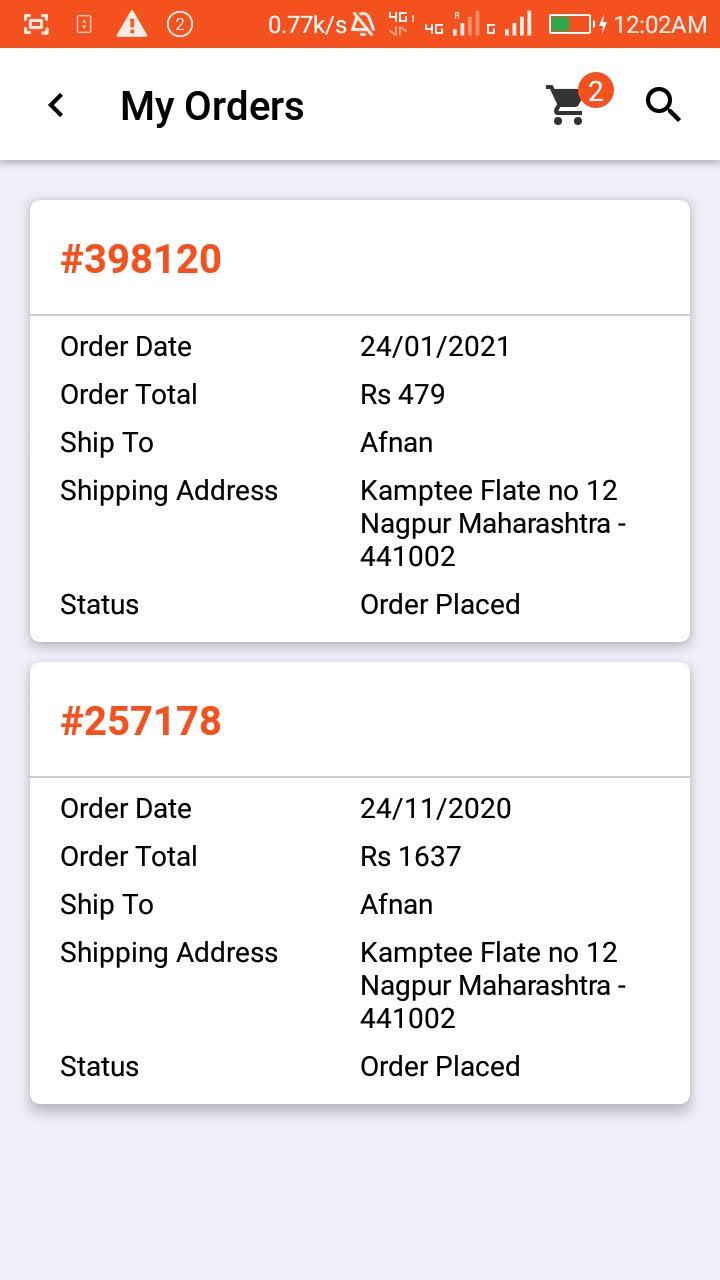 2 0.77k/s 4G 4G R G 12:02AM
My Orders 2
#398120
Order Date 24/01/2021
Order Total Rs 479
Ship To Afnan
Shipping Address Kamptee Flate no 12
Nagpur Maharashtra -
441002
Status Order Placed
#257178
Order Date 24/11/2020
Order Total Rs 1637
Ship To Afnan
Shipping Address Kamptee Flate no 12
Nagpur Maharashtra -
441002
Status Order Placed